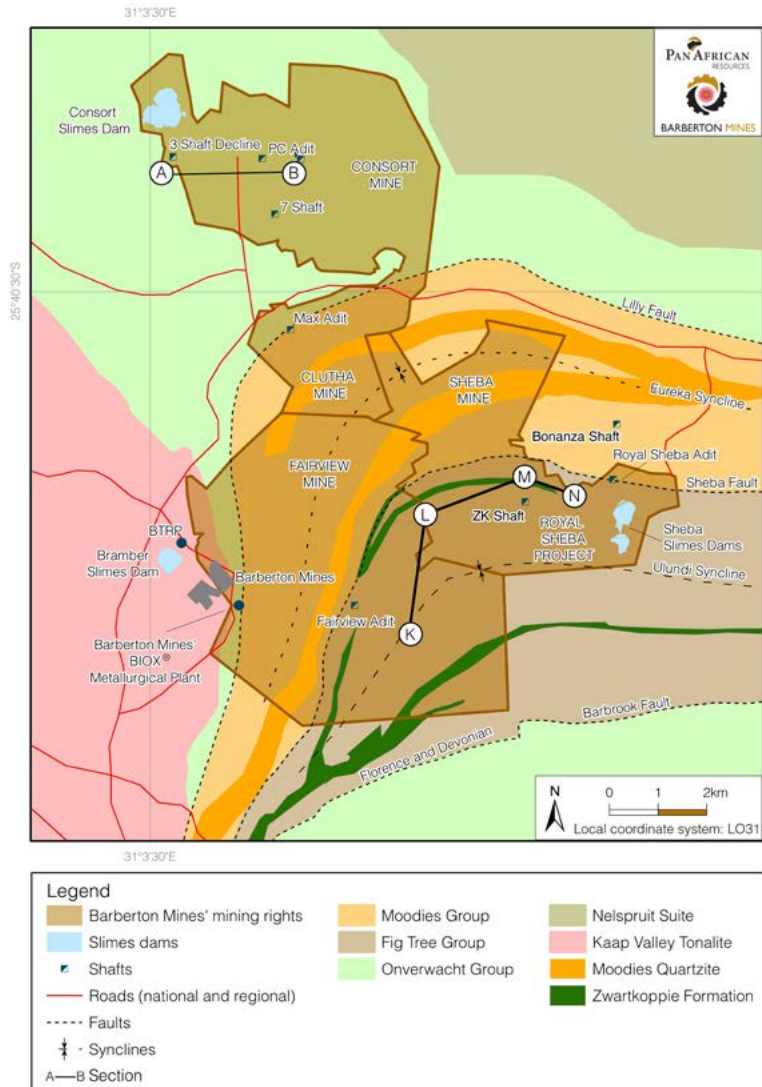 31°3'30"E
PAN AFRICAN
RESOURCES
BARBERTON MINES
Consort
Slimes Dam
3 Shaft Decline
PC Adit
CONSORT
MINE
A
B
7 Shaft
25°40'30"S
Lilly Fault
Max Adit
CLUTHA
MINE
SHEBA
MINE
Eureka Syncline
Bonanza Shaft
FAIRVIEW
MINE
Royal Sheba Adit
M
Sheba Fault
N
L
ZK Shaft
ROYAL
SHEBA
PROJECT
Sheba
Slimes Dams
BTRP
Bramber
Slimes Dam
Barberton Mines
Ulundi Syncline
Fairview Adit
K
Barberton Mines'
BIOX®
Metallurgical Plant
Barbrook Fault
Florence and Devonian
N
0 1 2km
Local coordinate system: LO31
31°3'30"E
Legend
Barberton Mines' mining rights
Slimes dams
Shafts
Roads (national and regional)
Faults
Synclines
A—B Section
Moodies Group
Fig Tree Group
Onverwacht Group
Nelspruit Suite
Kaap Valley Tonalite
Moodies Quartzite
Zwartkoppie Formation